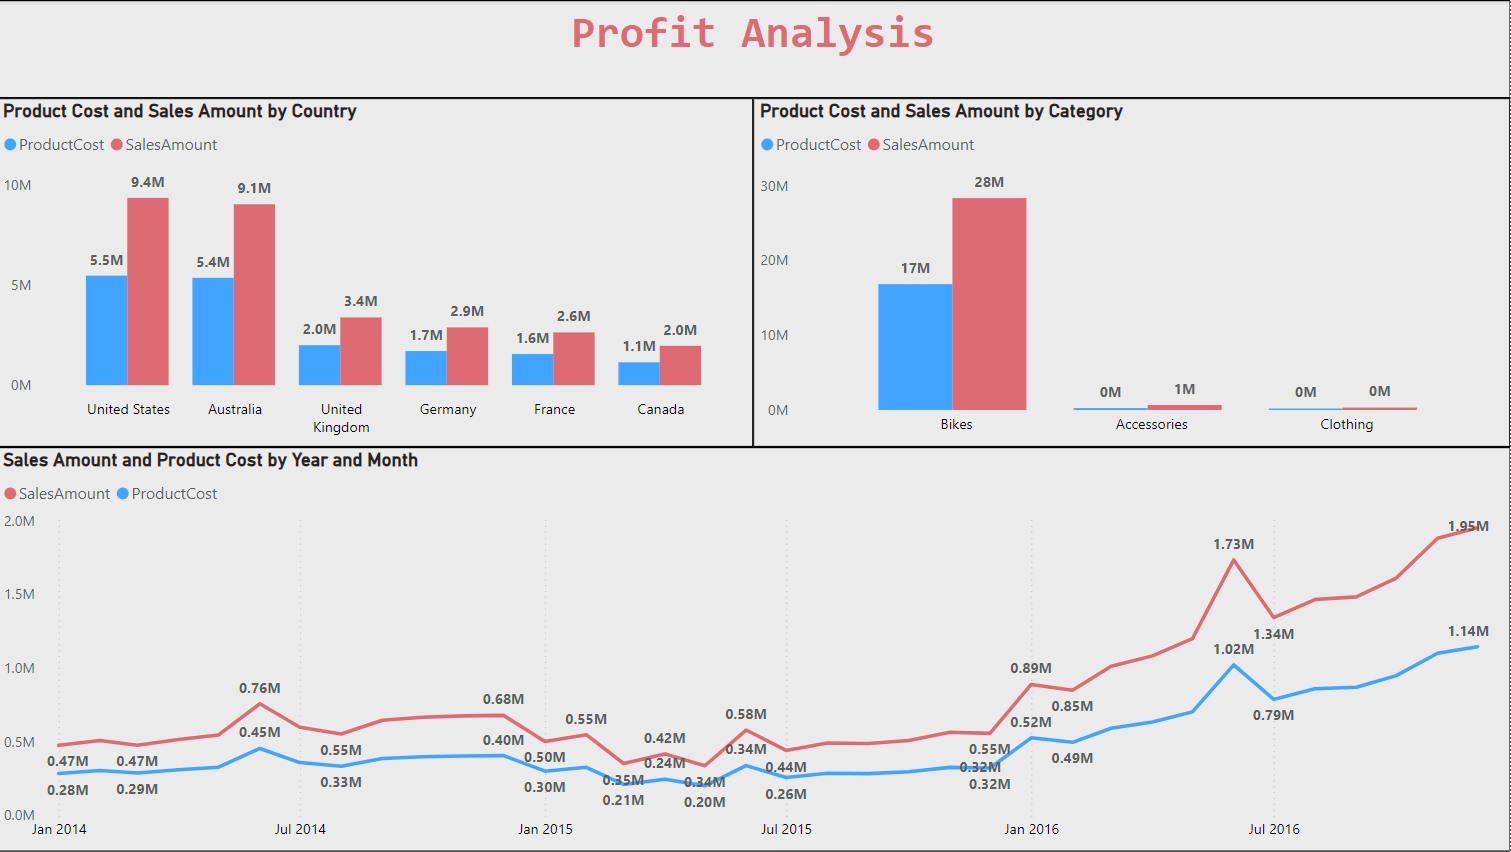 Profit Analysis
Product Cost and Sales Amount by Country
ProductCost SalesAmount
10M
5M
0M
5.5M 9.4M
5.4M 9.1M
2.0M 3.4M
1.7M 2.9M
1.6M 2.6M
1.1M 2.0M
United States Australia United Germany France Canada
Kingdom
Product Cost and Sales Amount by Category
ProductCost SalesAmount
30M
20M
10M
0M
17M 28M
0M 1M
0M 0M
Bikes Accessories Clothing
Sales Amount and Product Cost by Year and Month
SalesAmount ProductCost
2.0M
1.5M
1.0M
0.5M
0.0M
0.47M
0.28M
0.47M
0.29M
0.76M
0.45M
0.55M
0.33M
0.68M
0.40M
0.50M
0.30M
0.55M
0.35M
0.21M
0.42M
0.24M
0.34M
0.20M
0.58M
0.34M
0.44M
0.26M
0.32M
0.55M
0.32M
0.89M
0.52M
0.85M
0.49M
1.73M
1.02M
1.34M
0.79M
1.95M
1.14M
Jan 2014 Jul 2014 Jan 2015 Jul 2015 Jan 2016 Jul 2016